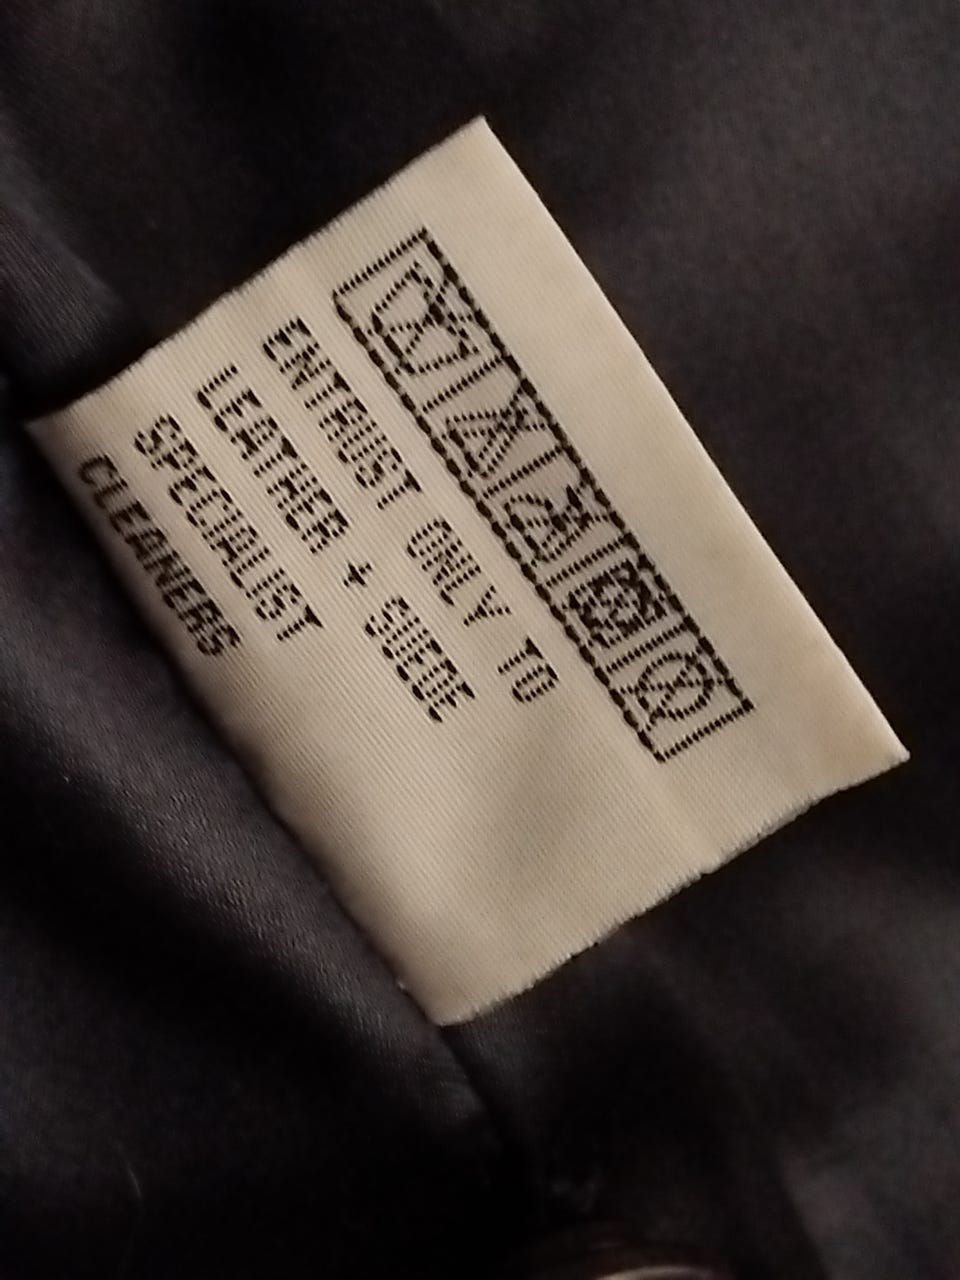 ENTRUST ONLY TO
LEATHER + SUEDE
SPECIALIST
CLEANERS